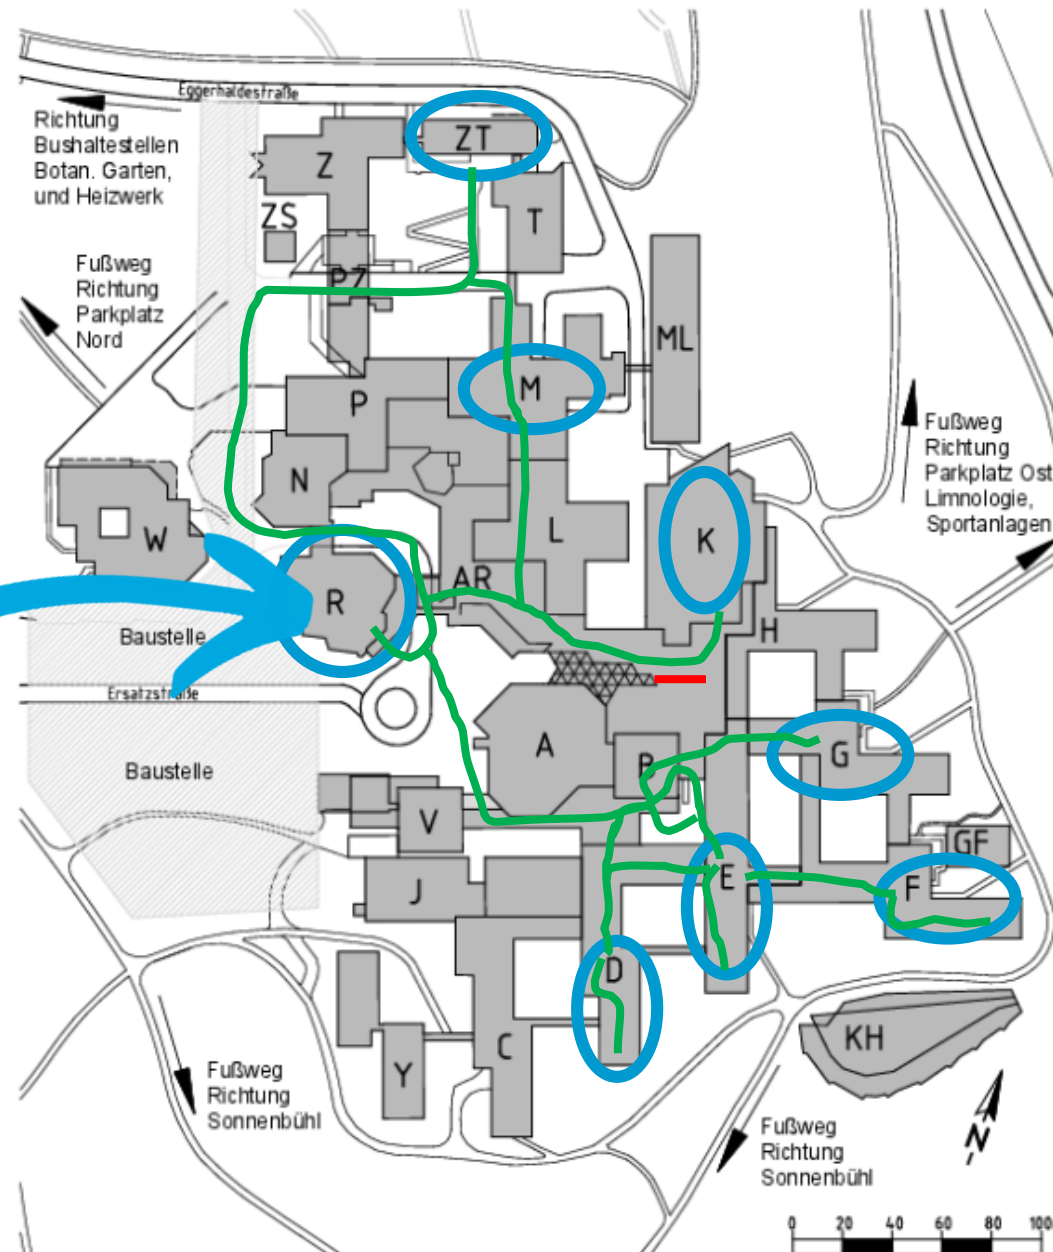 Eggerhaldestraße
Richtung
Bushaltestellen
Botan. Garten,
und Heizwerk
ZT
Z
T
ZS
PZ
Fußweg
Richtung
Parkplatz
Nord
ML
M
P
Fußweg
Richtung
Parkplatz Ost
Limnologie,
Sportanlagen
N
W
L
K
AR
R
H
Baustelle
Ersatzstraße
A
B
G
Baustelle
V
GF
J
E
F
D
KH
C
Y
Fußweg
Richtung
Sonnenbühl
Fußweg
Richtung
Sonnenbühl
N
0 20 40 60 80 100